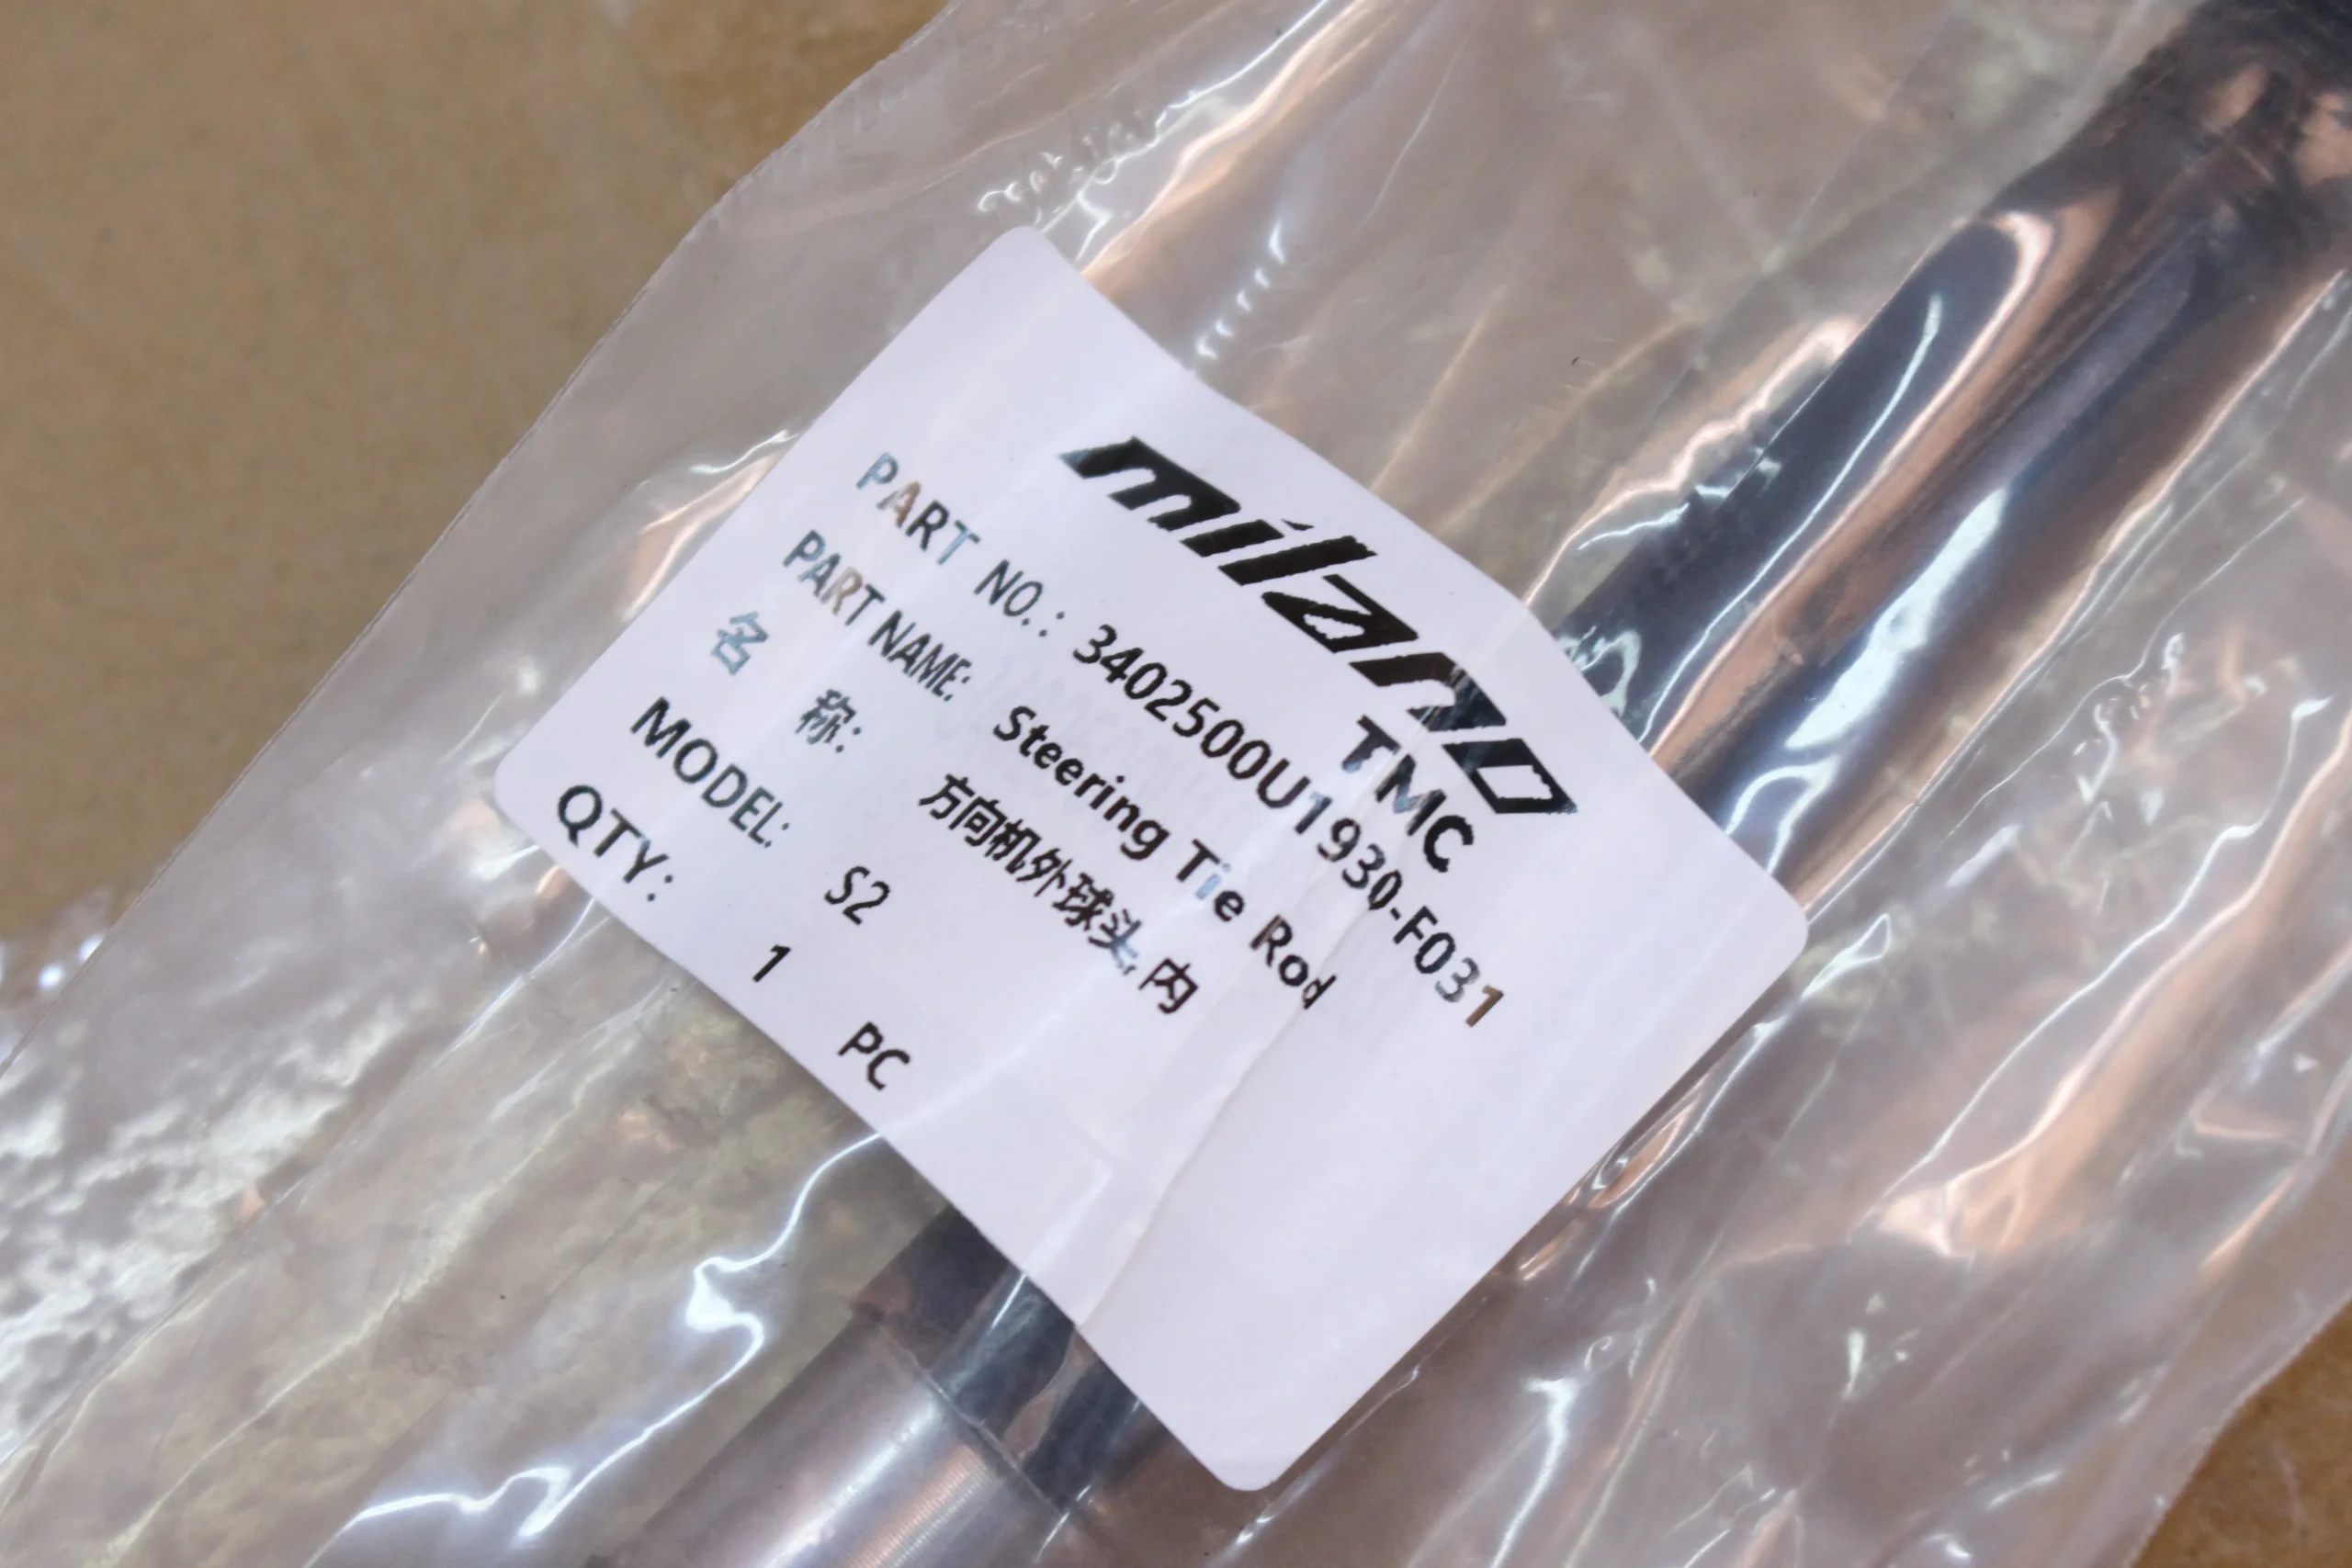 milano
TMC
PART NO.: 3402500U1930-F031
PART NAME: Steering Tie Rod
名 称: 方向机外球头, 内
MODEL: S2
QTY: 1 PC